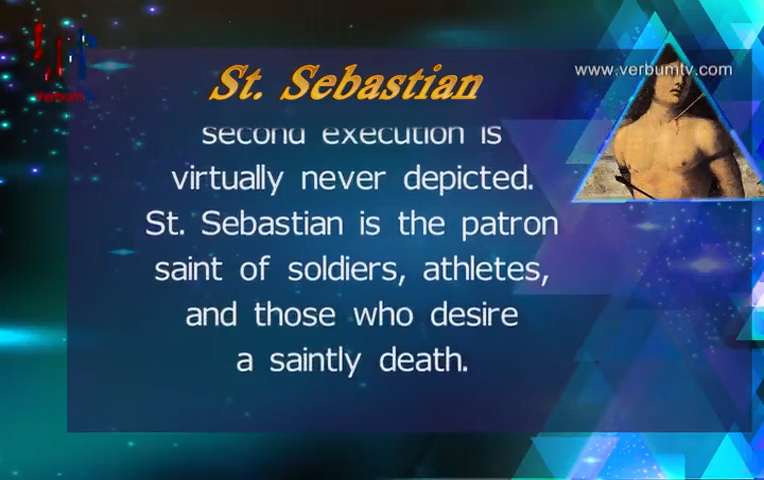 Verbum
St. Sebastian
www.verbumtv.com
second execution is
virtually never depicted.
St. Sebastian is the patron
saint of soldiers, athletes,
and those who desire
a saintly death.